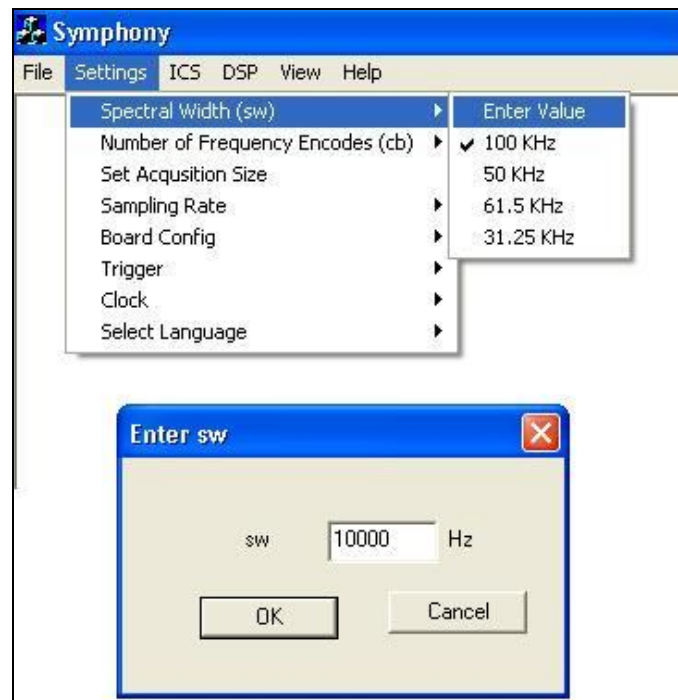 Symphony
File Settings ICS DSP View Help
Spectral Width (sw) Enter Value
Number of Frequency Encodes (cb) ✓ 100 KHz
Set Acqusition Size 50 KHz
Sampling Rate 61.5 KHz
Board Config 31.25 KHz
Trigger
Clock
Select Language
Enter sw
sw 10000 Hz
OK Cancel